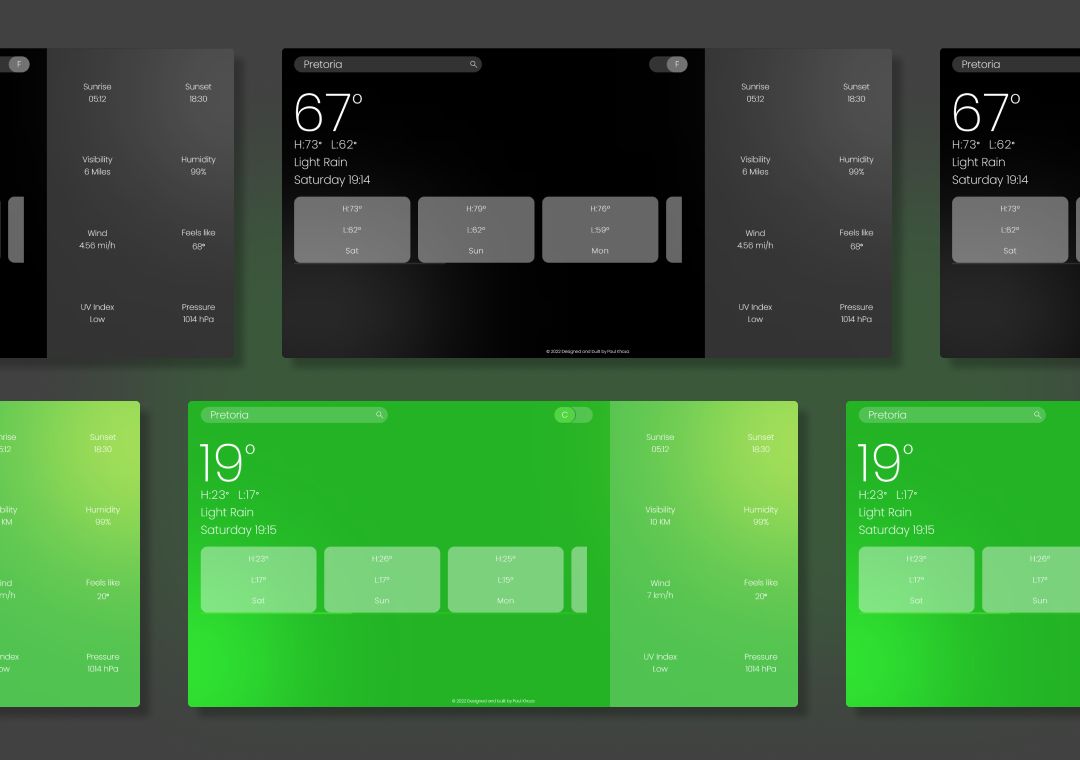 F
Sunrise
05:12
Sunset
18:30
Visibility
6 Miles
Humidity
99%
Wind
4.56 mi/h
Feels like
68°
UV Index
Low
Pressure
1014 hPa
Pretoria
F
67°
H:73° L:62°
Light Rain
Saturday 19:14
H:73° H:79° H:76°
L:62° L:62° L:59°
Sat Sun Mon
© 2022 Designed and built by Paul Khoza
Sunrise
05:12
Sunset
18:30
Visibility
6 Miles
Humidity
99%
Wind
4.56 mi/h
Feels like
68°
UV Index
Low
Pressure
1014 hPa
Pretoria
67°
H:73° L:62°
Light Rain
Saturday 19:14
H:73°
L:62°
Sat
nrise
5:12
Sunset
18:30
bility
KM
Humidity
99%
ind
m/h
Feels like
20°
ndex
ow
Pressure
1014 hPa
Pretoria
C
19°
H:23° L:17°
Light Rain
Saturday 19:15
H:23° H:26° H:25°
L:17° L:17° L:15°
Sat Sun Mon
© 2022 Designed and built by Paul Khoza
Sunrise
05:12
Sunset
18:30
Visibility
10 KM
Humidity
99%
Wind
7 km/h
Feels like
20°
UV Index
Low
Pressure
1014 hPa
Pretoria
19°
H:23° L:17°
Light Rain
Saturday 19:15
H:23° H:26°
L:17° L:17°
Sat Sun